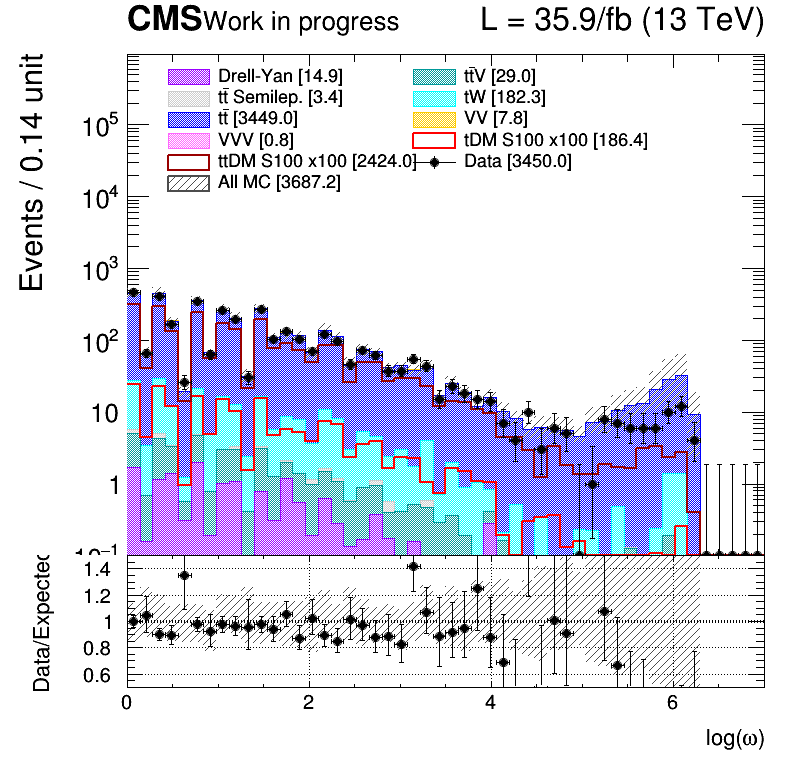 CMS Work in progress L = 35.9/fb (13 TeV)
Drell-Yan [14.9] tt̄V [29.0]
tt̄ Semilep. [3.4] tW [182.3]
tt̄ [3449.0] VV [7.8]
VVV [0.8] tDM S100 x100 [186.4]
ttDM S100 x100 [2424.0] Data [3450.0]
All MC [3687.2]
Events / 0.14 unit
10⁵
10⁴
10³
10²
10
1
10⁻¹
Data/Expected
1.4
1.2
1
0.8
0.6
0 2 4 6
log(ω)